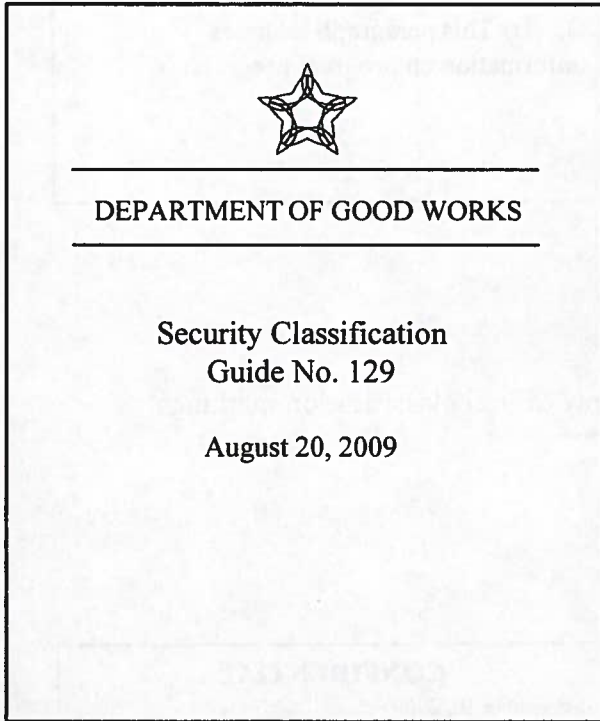 DEPARTMENT OF GOOD WORKS
Security Classification
Guide No. 129
August 20, 2009